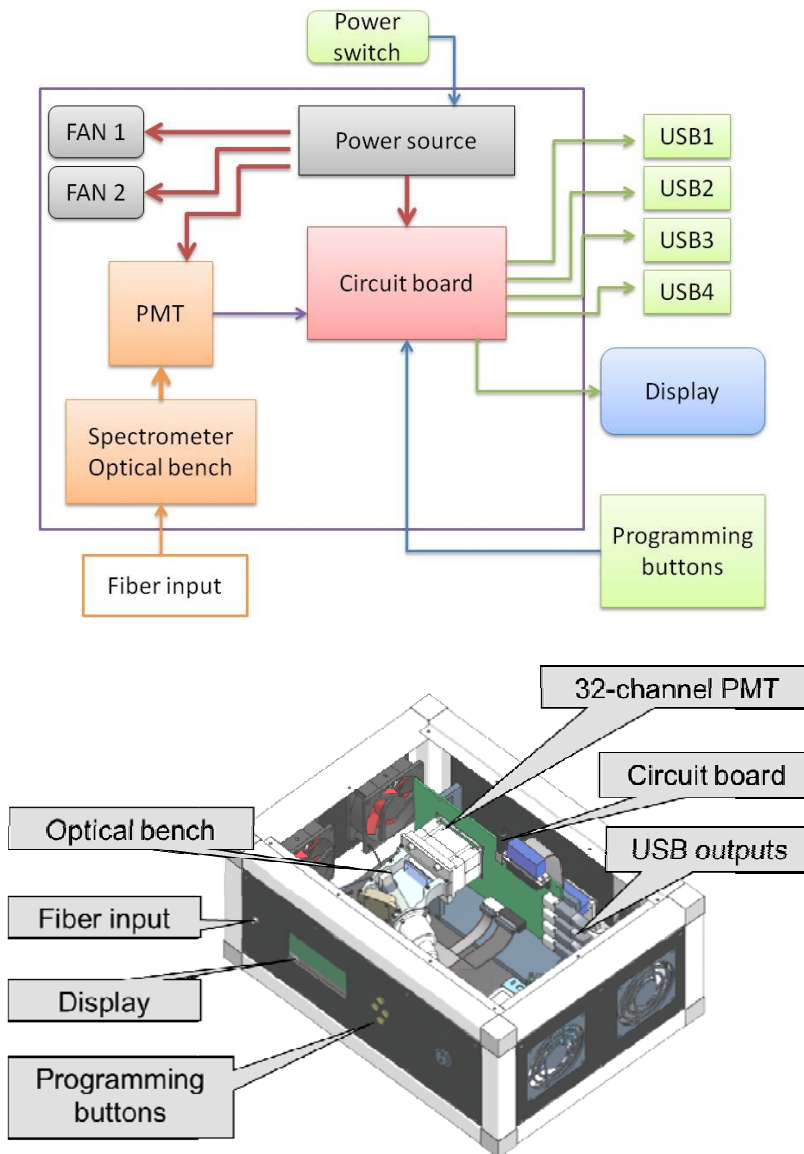 Power
switch
FAN 1
Power source
USB1
FAN 2
USB2
USB3
PMT
Circuit board
USB4
Display
Spectrometer
Optical bench
Programming
buttons
Fiber input
32-channel PMT
Circuit board
Optical bench
USB outputs
Fiber input
Display
Programming
buttons